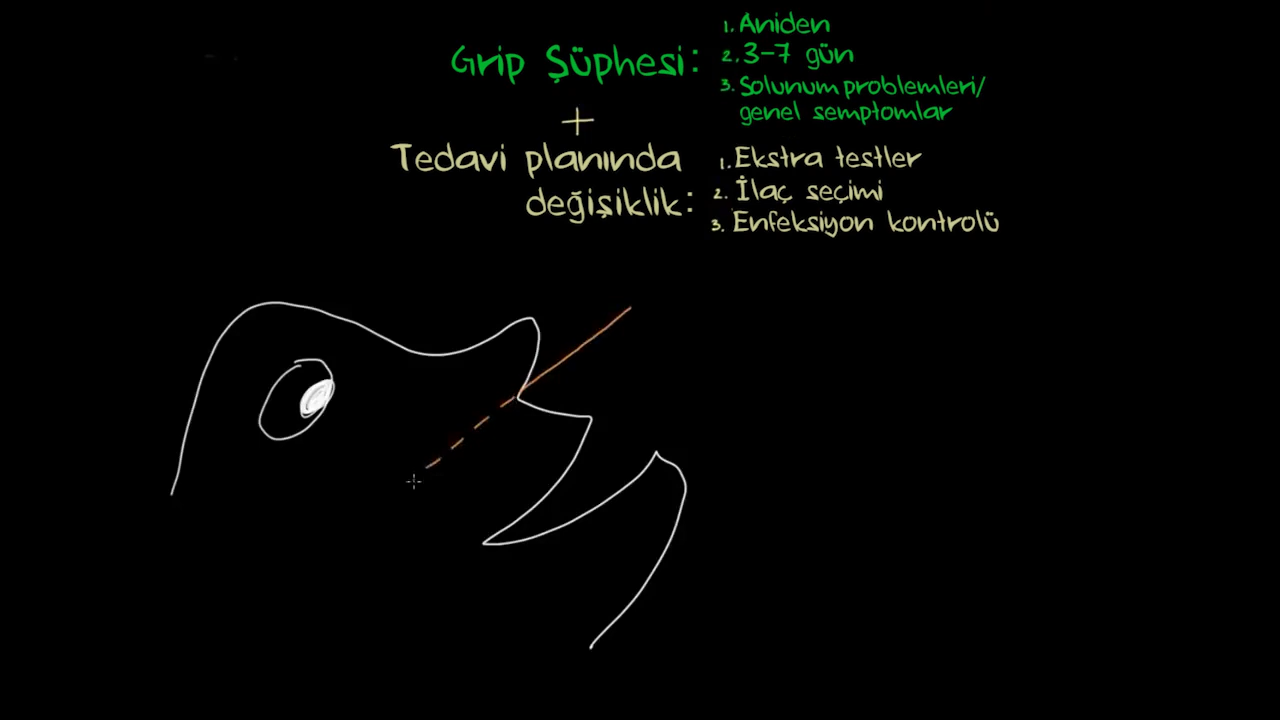 Grip Şüphesi:
1. Aniden
2. 3-7 gün
3. Solunum problemleri/
genel semptomlar
+
Tedavi planında
değişiklik:
1. Ekstra testler
2. İlaç seçimi
3. Enfeksiyon kontrolü